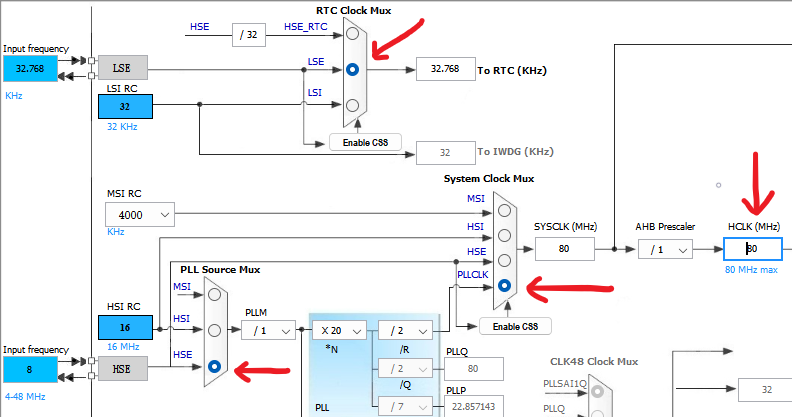 RTC Clock Mux
HSE
/ 32
HSE_RTC
Input frequency
32.768
KHz
LSE
LSE
32.768
To RTC (KHz)
LSI RC
32
32 KHz
LSI
Enable CSS
32
To IWDG (KHz)
System Clock Mux
MSI RC
4000
KHz
MSI
HSI
SYSCLK (MHz)
AHB Prescaler
HCLK (MHz)
HSE
80
/ 1
80
80 MHz max
PLL Source Mux
PLLCLK
MSI
HSI RC
16
16 MHz
HSI
PLLM
/ 1
X 20
*N
/ 2
/R
Enable CSS
Input frequency
8
4-48 MHz
HSE
HSE
/ 2
/Q
PLLQ
80
CLK48 Clock Mux
PLLSAI1Q
32
PLLP
PLL
/ 7
22.857143
PLLQ